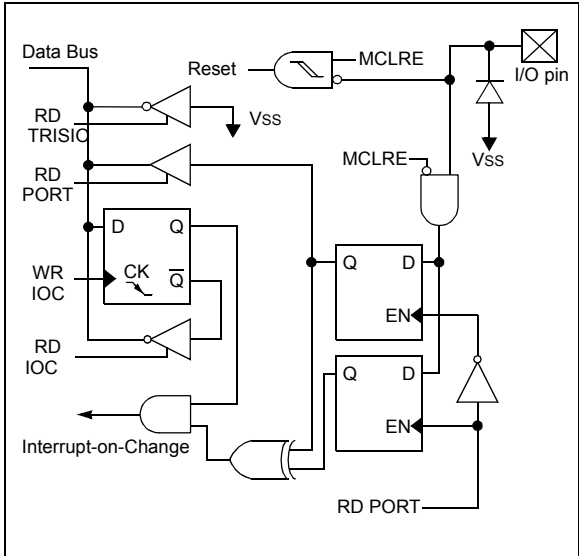 Data Bus
Reset
MCLRE
I/O pin
RD
TRISIO
VSS
VSS
RD
PORT
MCLRE
D Q
WR
IOC
CK
Q
Q D
EN
RD
IOC
Q D
EN
Interrupt-on-Change
RD PORT